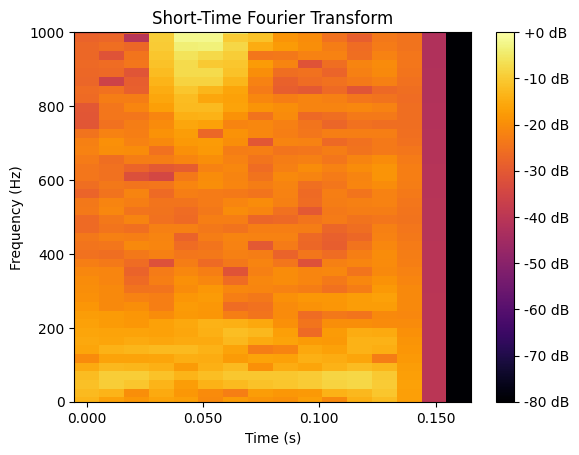 Short-Time Fourier Transform
1000
800
600
400
200
0
Frequency (Hz)
0.000
0.050
0.100
0.150
Time (s)
+0 dB
-10 dB
-20 dB
-30 dB
-40 dB
-50 dB
-60 dB
-70 dB
-80 dB